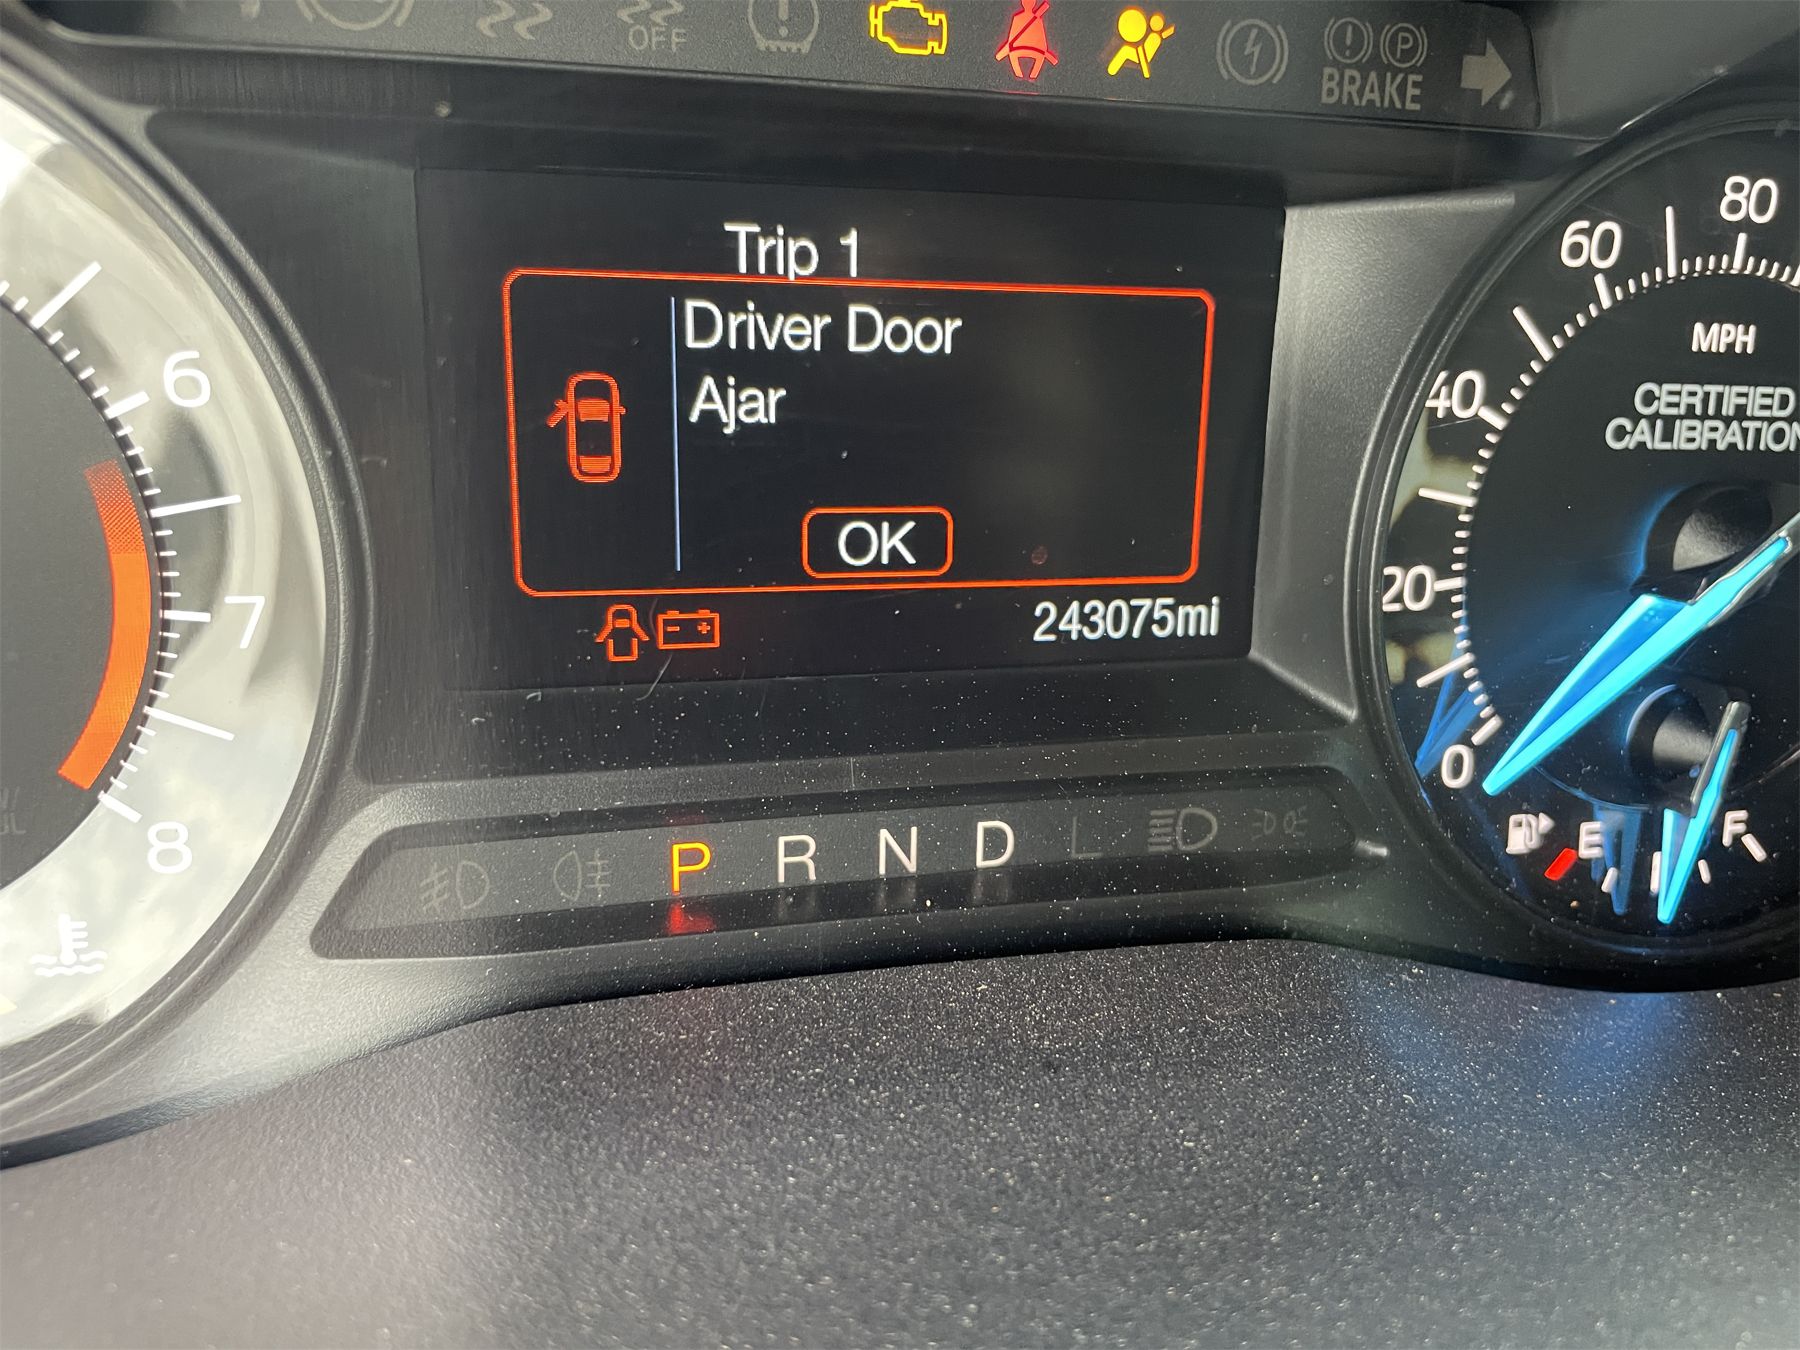 OFF
BRAKE
P
80
60
Trip 1
Driver Door
MPH
6
Ajar
40
CERTIFIED
CALIBRATION
OK
20
243075mi
7
0
8
P R N D L
E F